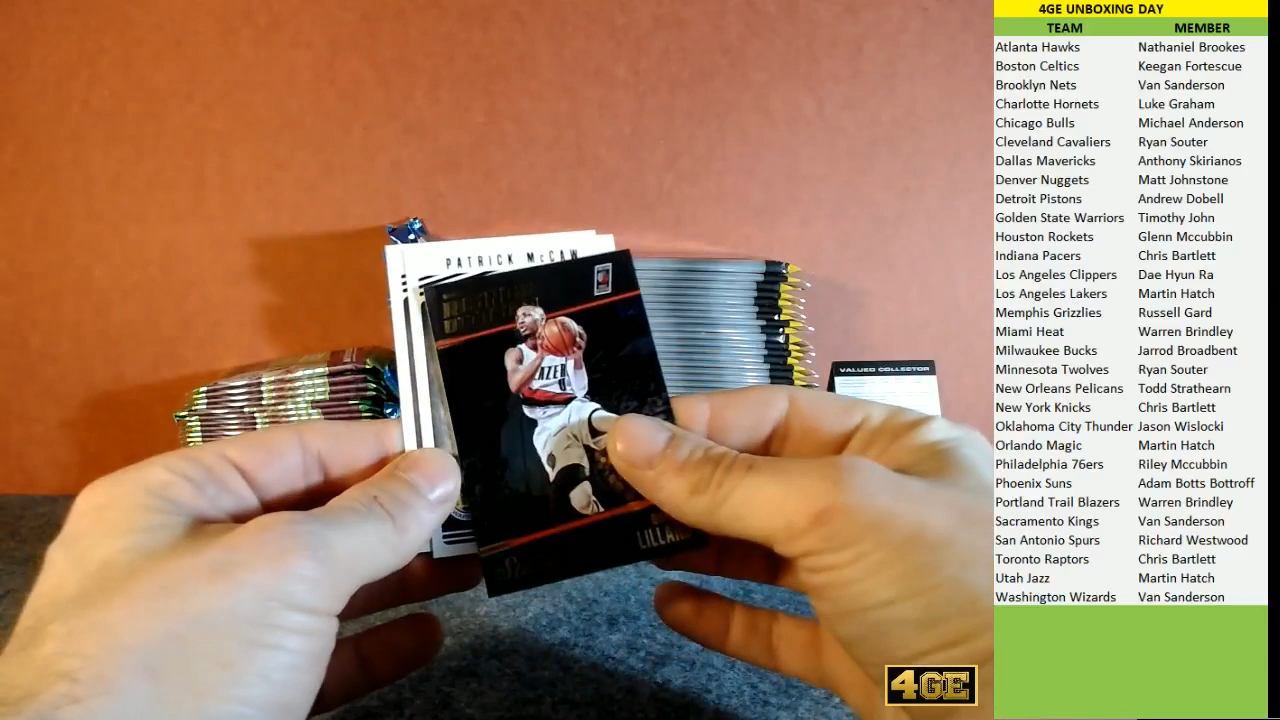 4GE UNBOXING DAY
TEAM MEMBER
Atlanta Hawks Nathaniel Brookes
Boston Celtics Keegan Fortescue
Brooklyn Nets Van Sanderson
Charlotte Hornets Luke Graham
Chicago Bulls Michael Anderson
Cleveland Cavaliers Ryan Souter
Dallas Mavericks Anthony Skirianos
Denver Nuggets Matt Johnstone
Detroit Pistons Andrew Dobell
Golden State Warriors Timothy John
Houston Rockets Glenn Mccubbin
Indiana Pacers Chris Bartlett
Los Angeles Clippers Dae Hyun Ra
Los Angeles Lakers Martin Hatch
Memphis Grizzlies Russell Gard
Miami Heat Warren Brindley
Milwaukee Bucks Jarrod Broadbent
Minnesota Twolves Ryan Souter
New Orleans Pelicans Todd Strathearn
New York Knicks Chris Bartlett
Oklahoma City Thunder Jason Wislocki
Orlando Magic Martin Hatch
Philadelphia 76ers Riley Mccubbin
Phoenix Suns Adam Botts Bottroff
Portland Trail Blazers Warren Brindley
Sacramento Kings Van Sanderson
San Antonio Spurs Richard Westwood
Toronto Raptors Chris Bartlett
Utah Jazz Martin Hatch
Washington Wizards Van Sanderson
PATRICK McCAW
VALUED COLLECTOR
4GE